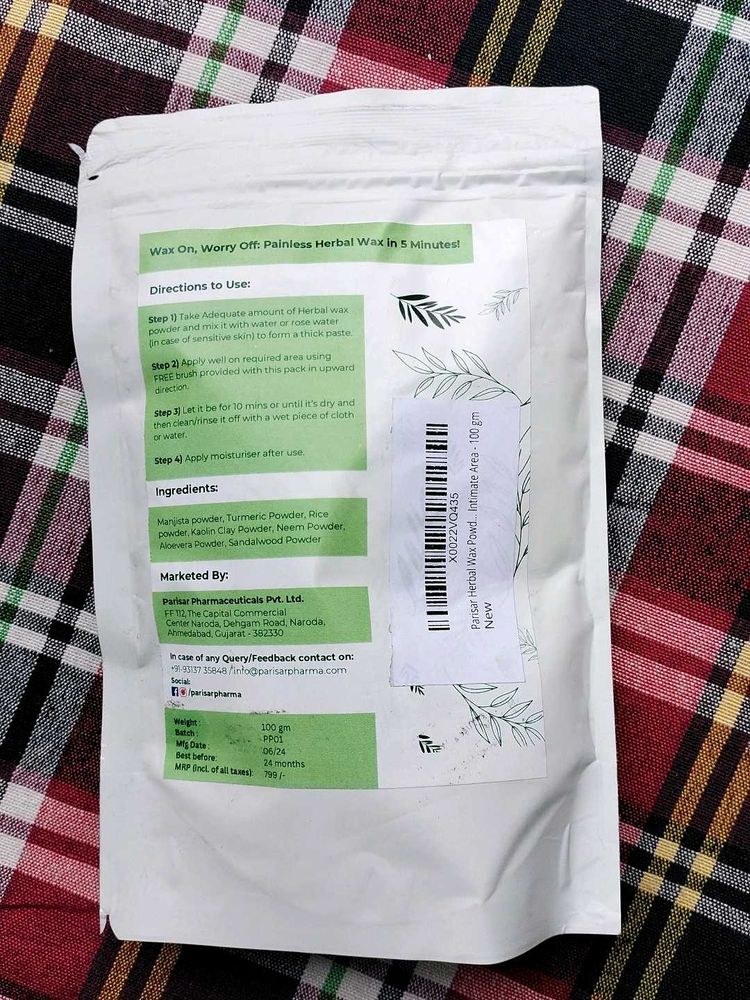 Wax On, Worry Off: Painless Herbal Wax in 5 Minutes!
Directions to Use:
Step 1) Take Adequate amount of Herbal wax
powder and mix it with water or rose water
(in case of sensitive skin) to form a thick paste.
Step 2) Apply well on required area using
FREE brush provided with this pack in upward
direction.
Step 3) Let it be for 10 mins or until it's dry and
then clean/rinse it off with a wet piece of cloth
or water.
Step 4) Apply moisturiser after use.
Ingredients:
Manjista powder, Turmeric Powder, Rice
powder, Kaolin Clay Powder, Neem Powder,
Aloevera Powder, Sandalwood Powder
Marketed By:
Parisar Pharmaceuticals Pvt. Ltd.
FF 112, The Capital Commercial
Center Naroda, Dehgam Road, Naroda,
Ahmedabad, Gujarat - 382330
In case of any Query/Feedback contact on:
+91-93137 35848 / info@parisarpharma.com
Social:
/parisarpharma
Weight : 100 gm
Batch : PP01
Mfg Date : 06/24
Best before: 24 months
MRP (incl. of all taxes): 799 /-
X0022VQ435
Parisar Herbal Wax Powd... Intimate Area - 100 gm
New